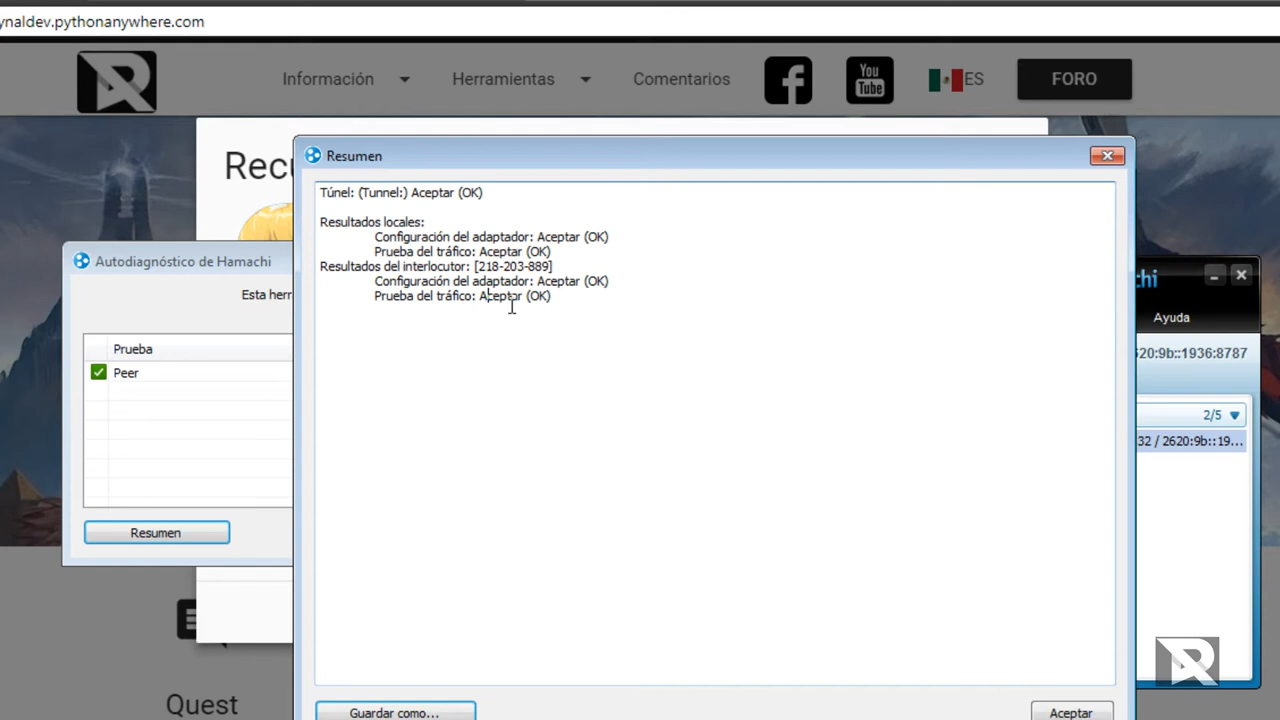 ynaldev.pythonanywhere.com
Información
Herramientas
Comentarios
You
Tube
ES
FORO
Recu
Resumen
Túnel: (Tunnel:) Aceptar (OK)
Resultados locales:
Configuración del adaptador: Aceptar (OK)
Prueba del tráfico: Aceptar (OK)
Resultados del interlocutor: [218-203-889]
Configuración del adaptador: Aceptar (OK)
Prueba del tráfico: Aceptar (OK)
Autodiagnóstico de Hamachi
Esta herr
Prueba
Peer
Resumen
chi
Ayuda
620:9b::1936:8787
2/5
32 / 2620:9b::19...
Quest
Guardar como...
Aceptar